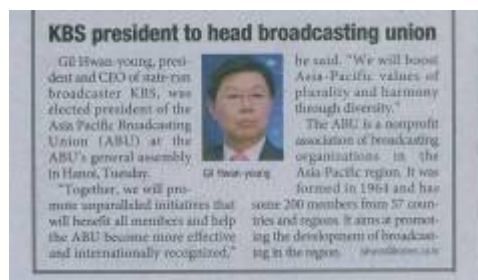 KBS president to head broadcasting union
Gil Hwan-young, presi-
dent and CEO of state-run
broadcaster KBS, was
elected president of the
Asia Pacific Broadcasting
Union (ABU) at the
ABU's general assembly
in Hanoi, Tuesday.
"Together, we will pro-
mote unparalleled initiatives that
will benefit all members and help
the ABU become more effective
and internationally recognized,"
Gil Hwan-young
he said. "We will boost
Asia-Pacific values of
plurality and harmony
through diversity."
The ABU is a nonprofit
association of broadcasting
organizations in the
Asia-Pacific region. It was
formed in 1964 and has
some 200 members from 57 coun-
tries and regions. It aims at promot-
ing the development of broadcast-
ing in the region.